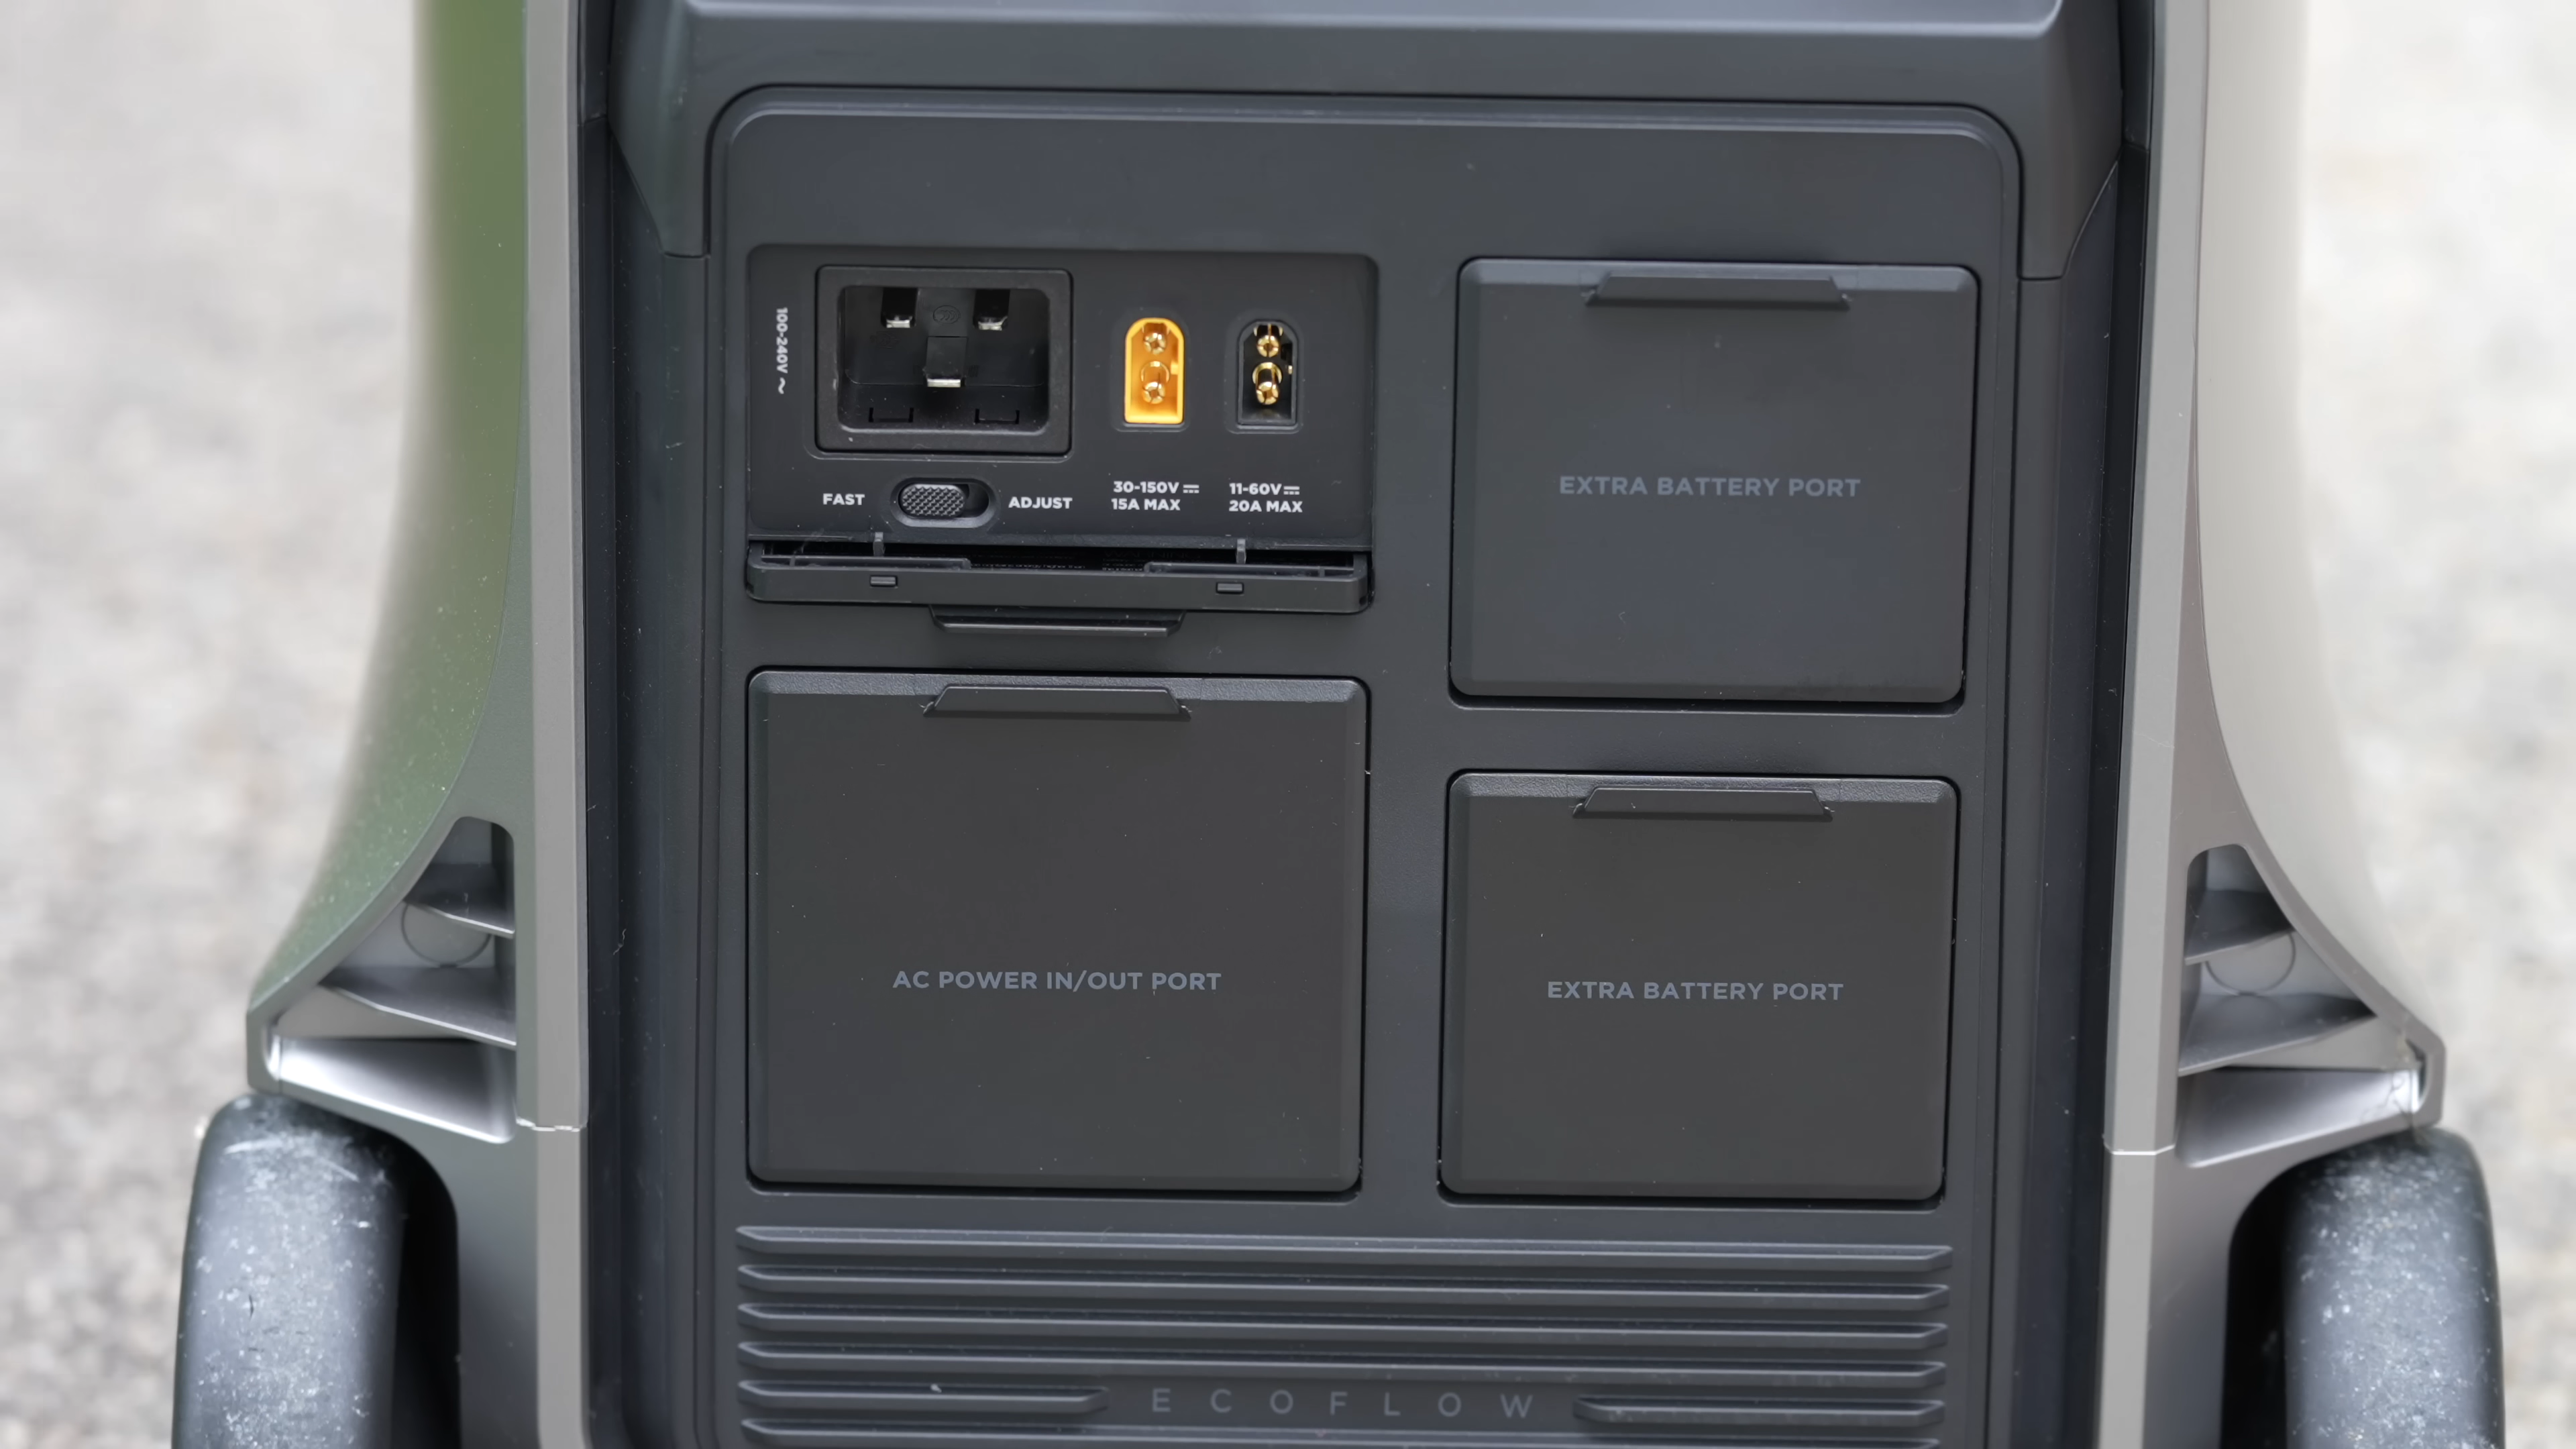 100-240V ~
FAST
ADJUST
30-150V ⎓
15A MAX
11-60V ⎓
20A MAX
EXTRA BATTERY PORT
AC POWER IN/OUT PORT
EXTRA BATTERY PORT
ECOFLOW